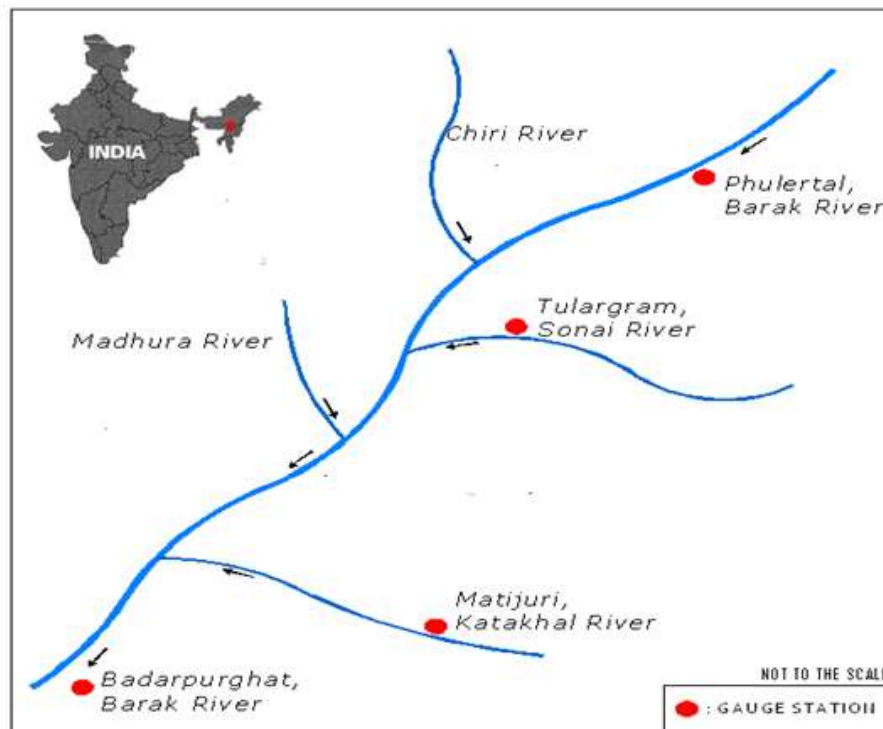 INDIA
Chiri River
Phulertal,
Barak River
Tulargram,
Sonai River
Madhura River
Matijuri,
Katakhal River
Badarpurghat,
Barak River
NOT TO THE SCALE
: GAUGE STATION